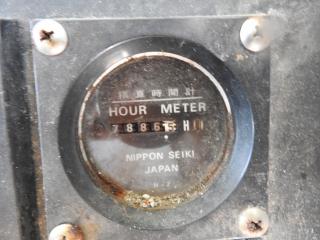 積算時間計
HOUR METER
7886
NIPPON SEIKI
JAPAN